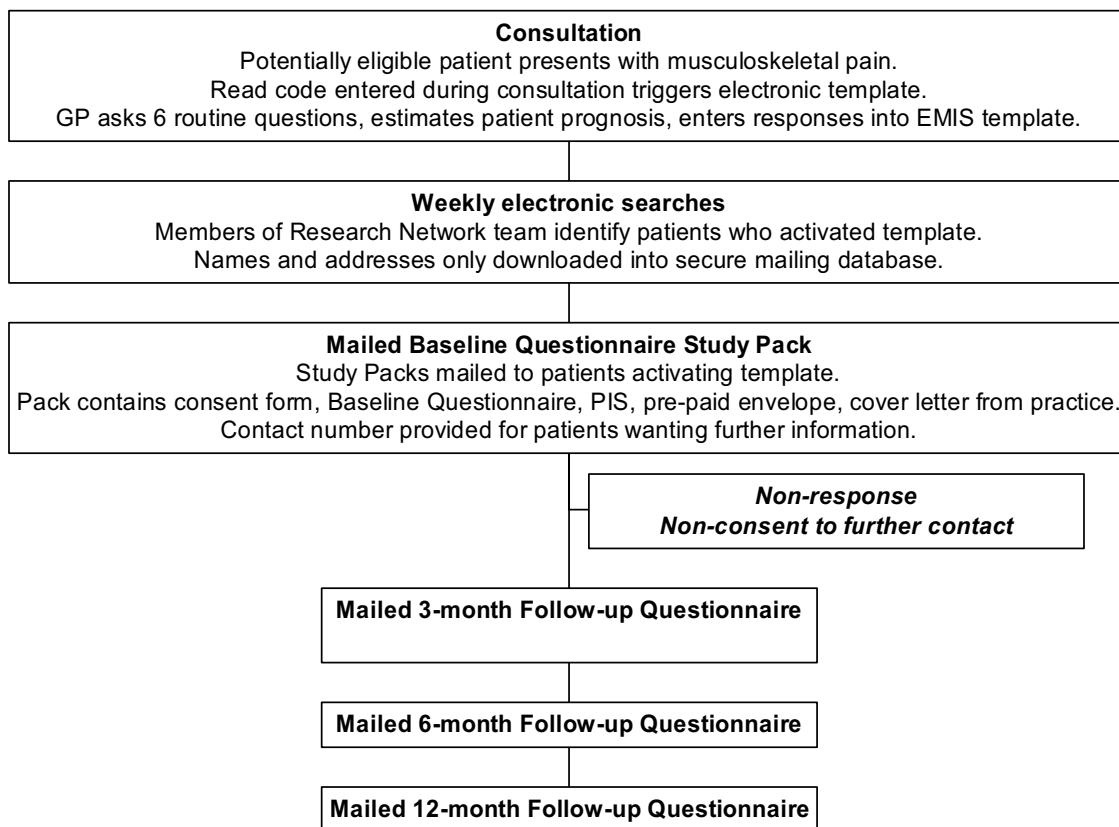 Consultation
Potentially eligible patient presents with musculoskeletal pain.
Read code entered during consultation triggers electronic template.
GP asks 6 routine questions, estimates patient prognosis, enters responses into EMIS template.
Weekly electronic searches
Members of Research Network team identify patients who activated template.
Names and addresses only downloaded into secure mailing database.
Mailed Baseline Questionnaire Study Pack
Study Packs mailed to patients activating template.
Pack contains consent form, Baseline Questionnaire, PIS, pre-paid envelope, cover letter from practice.
Contact number provided for patients wanting further information.
Non-response
Non-consent to further contact
Mailed 3-month Follow-up Questionnaire
Mailed 6-month Follow-up Questionnaire
Mailed 12-month Follow-up Questionnaire